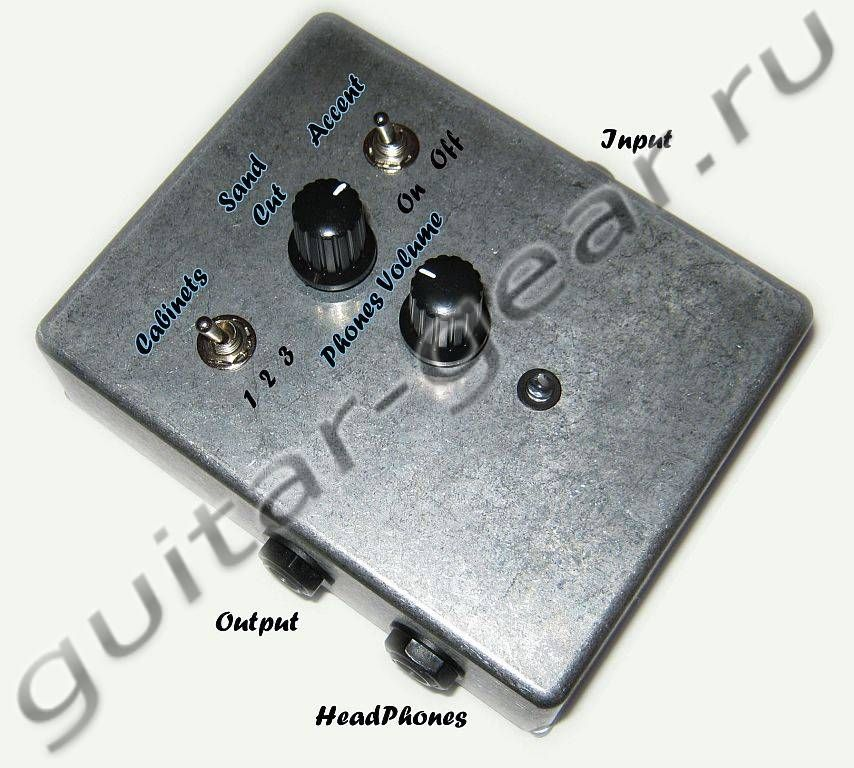 Accent
On Off
Sand
Cut
Input
Cabinets
1 2 3
Phones Volume
Output
HeadPhones
guitar-gear.ru